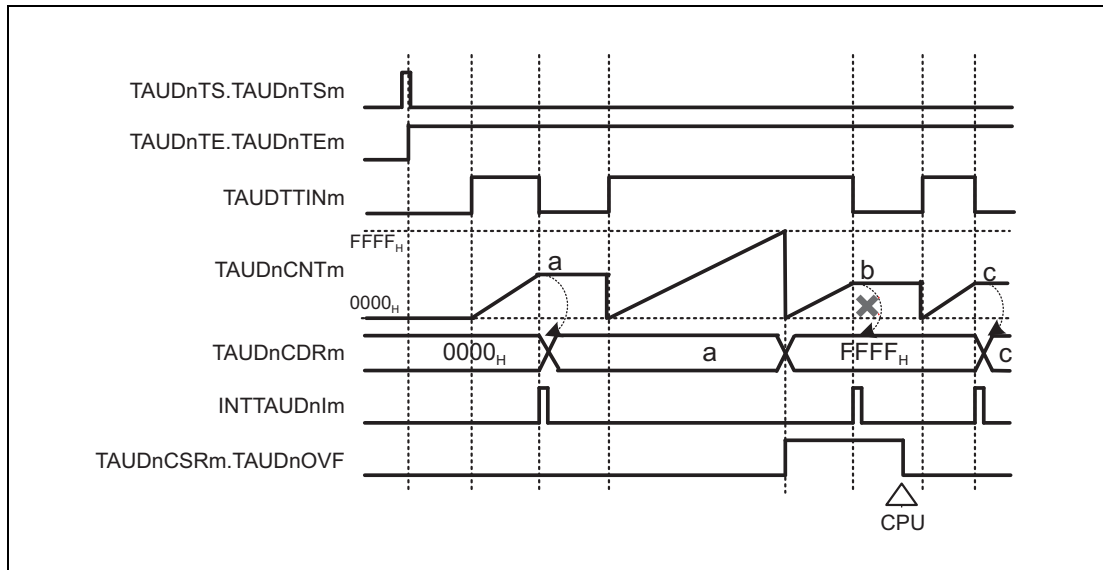 TAUDnTS.TAUDnTSm
TAUDnTE.TAUDnTEm
TAUDTTINm
FFFFH
TAUDnCNTm
a
b
c
0000H
TAUDnCDRm
0000H
a
FFFFH
c
INTTAUDnIm
TAUDnCSRm.TAUDnOVF
CPU